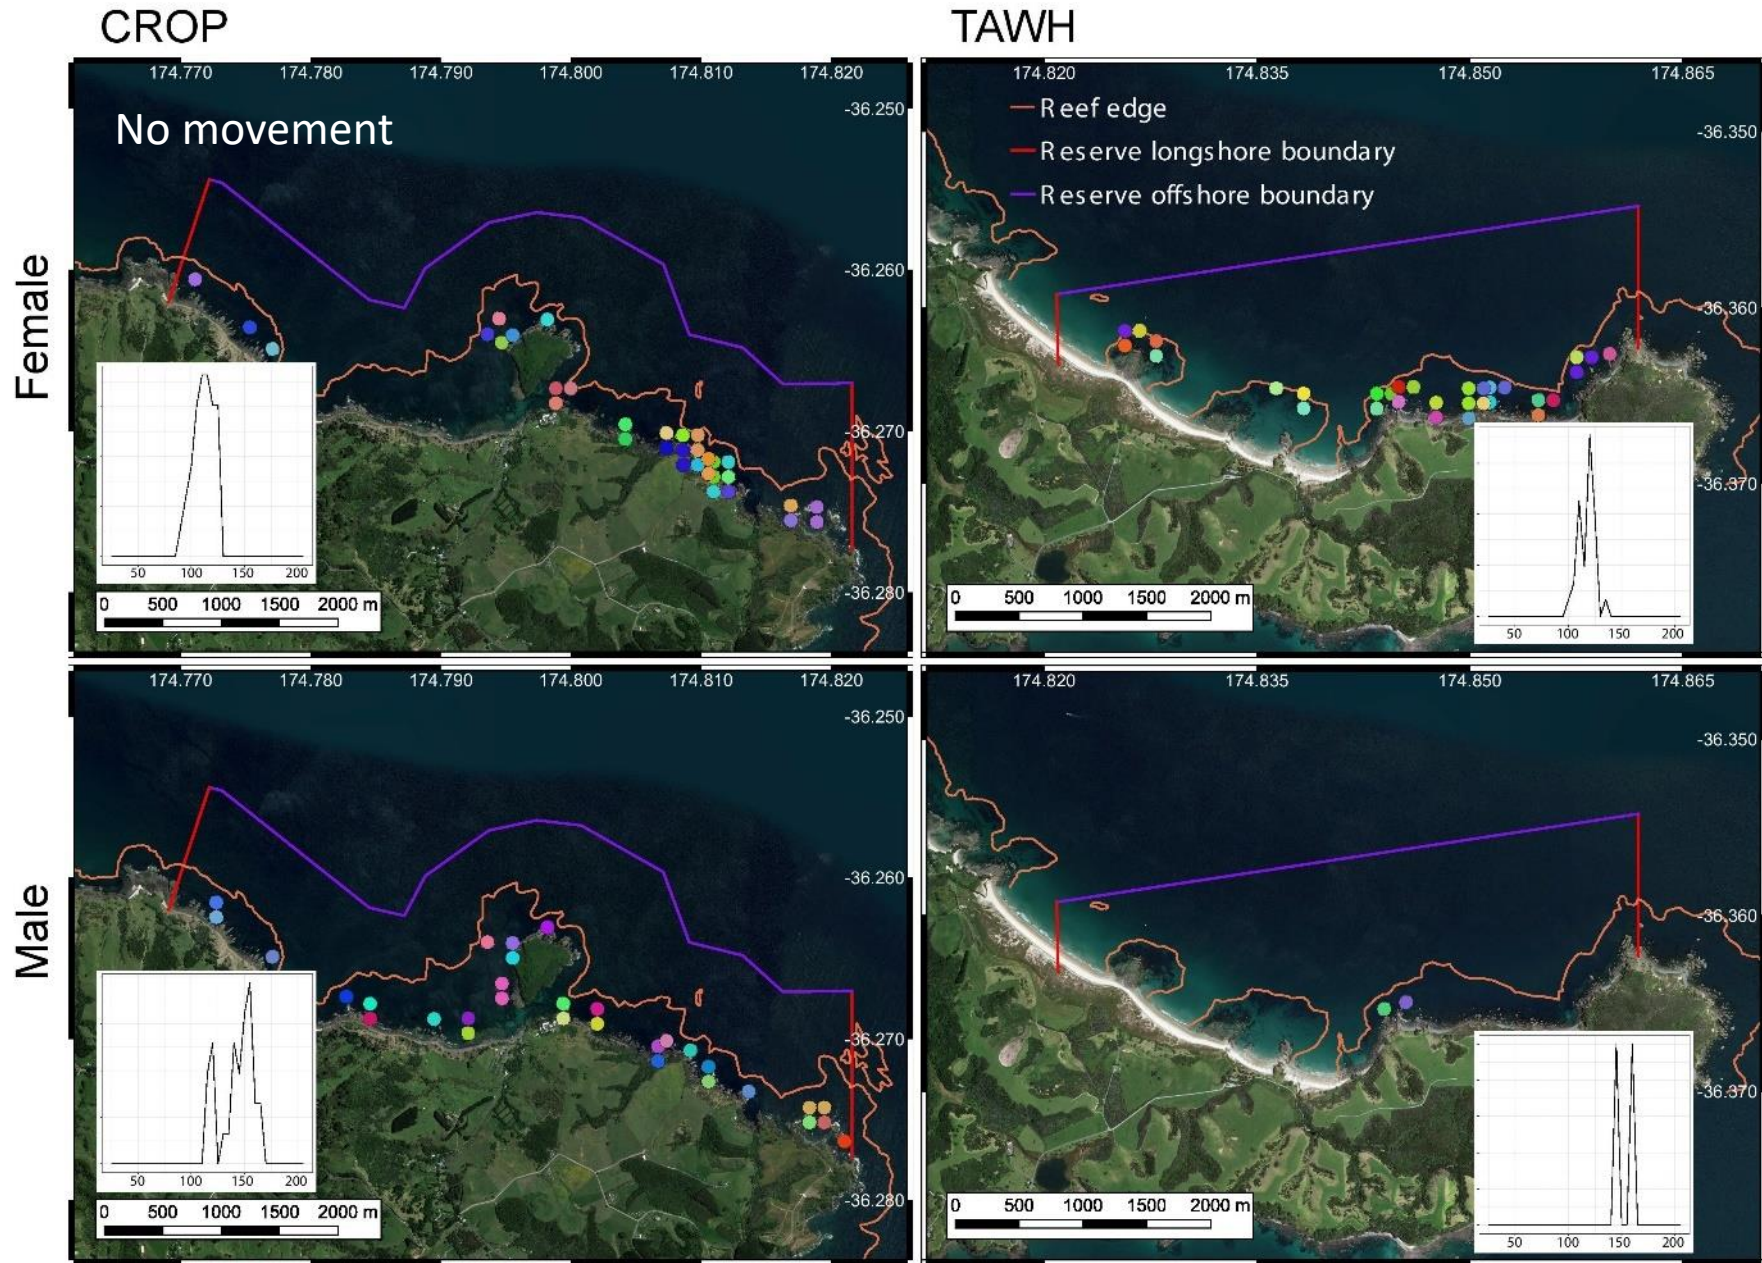 CROP
TAWH
Female
Male
174.770 174.780 174.790 174.800 174.810 174.820
-36.250
-36.260
-36.270
-36.280
No movement
50 100 150 200
0 500 1000 1500 2000 m
174.820 174.835 174.850 174.865
-36.350
-36.360
-36.370
Reef edge
Reserve longshore boundary
Reserve offshore boundary
50 100 150 200
0 500 1000 1500 2000 m
174.770 174.780 174.790 174.800 174.810 174.820
-36.250
-36.260
-36.270
-36.280
50 100 150 200
0 500 1000 1500 2000 m
174.820 174.835 174.850 174.865
-36.350
-36.360
-36.370
50 100 150 200
0 500 1000 1500 2000 m